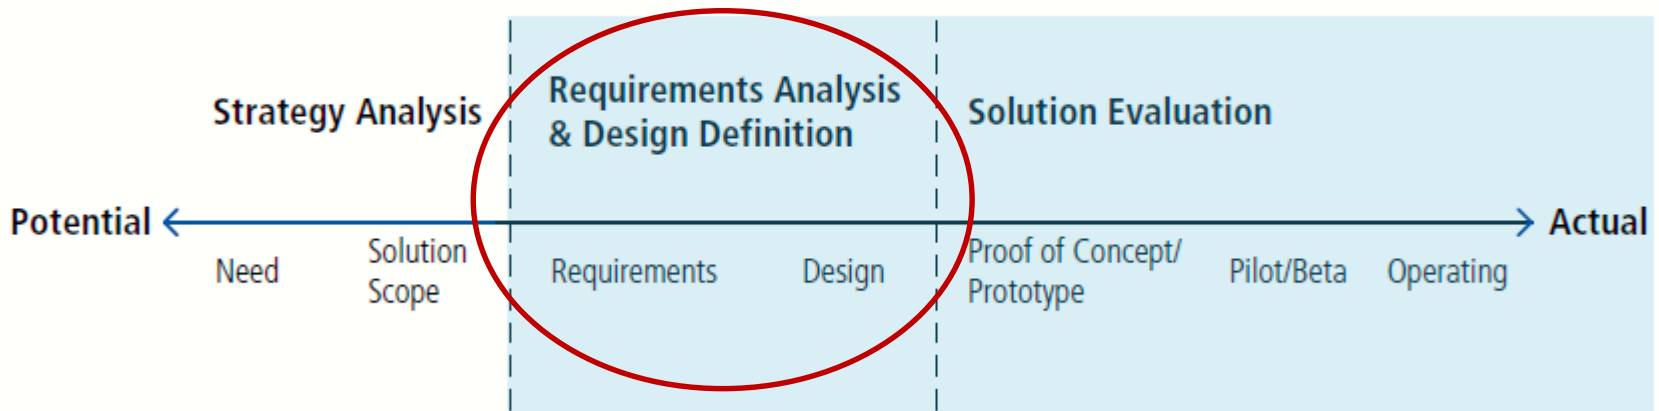 Strategy Analysis
Requirements Analysis
& Design Definition
Solution Evaluation
Potential
Actual
Need
Solution
Scope
Requirements
Design
Proof of Concept/
Prototype
Pilot/Beta
Operating